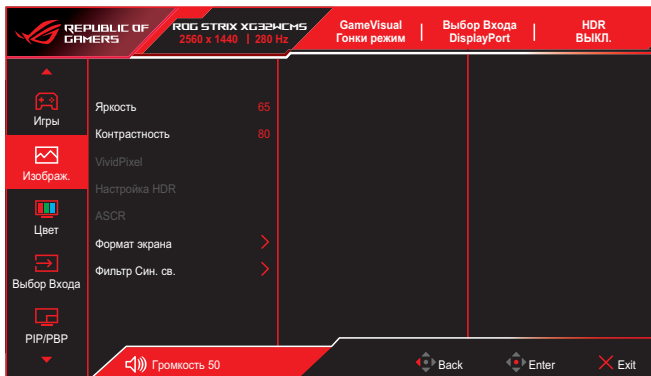 REPUBLIC OF
GAMERS
ROG STRIX XG32WCMS
2560 x 1440 | 280 Hz
GameVisual
Гонки режим
Выбор Входа
DisplayPort
HDR
ВЫКЛ.
Игры
Изображ.
Цвет
Выбор Входа
PIP/PBP
Яркость 65
Контрастность 80
VividPixel
Настройка HDR
ASCR
Формат экрана
Фильтр Син. св.
Громкость 50
Back
Enter
Exit